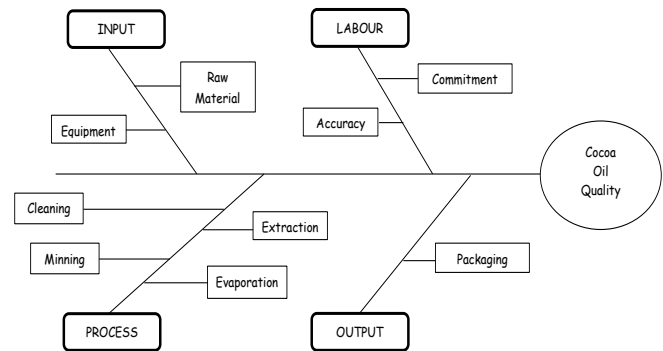 INPUT
LABOUR
Raw
Material
Commitment
Equipment
Accuracy
Cocoa
Oil
Quality
Cleaning
Extraction
Minning
Packaging
Evaporation
PROCESS
OUTPUT